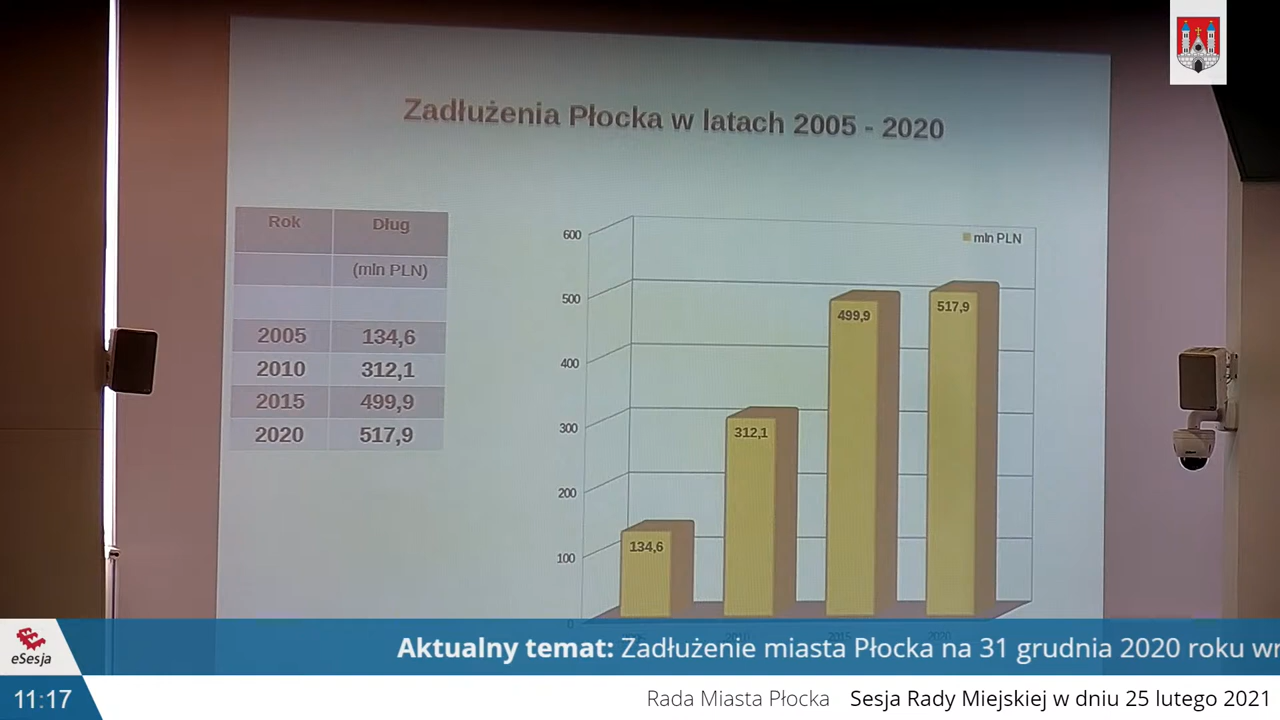 Zadłużenia Płocka w latach 2005 - 2020
Rok Dług
(mln PLN)
2005 134,6
2010 312,1
2015 499,9
2020 517,9
mln PLN
600
500
400
300
200
100
0
134,6
312,1
499,9
517,9
Aktualny temat: Zadłużenie miasta Płocka na 31 grudnia 2020 roku
eSesja
11:17
Rada Miasta Płocka Sesja Rady Miejskiej w dniu 25 lutego 2021